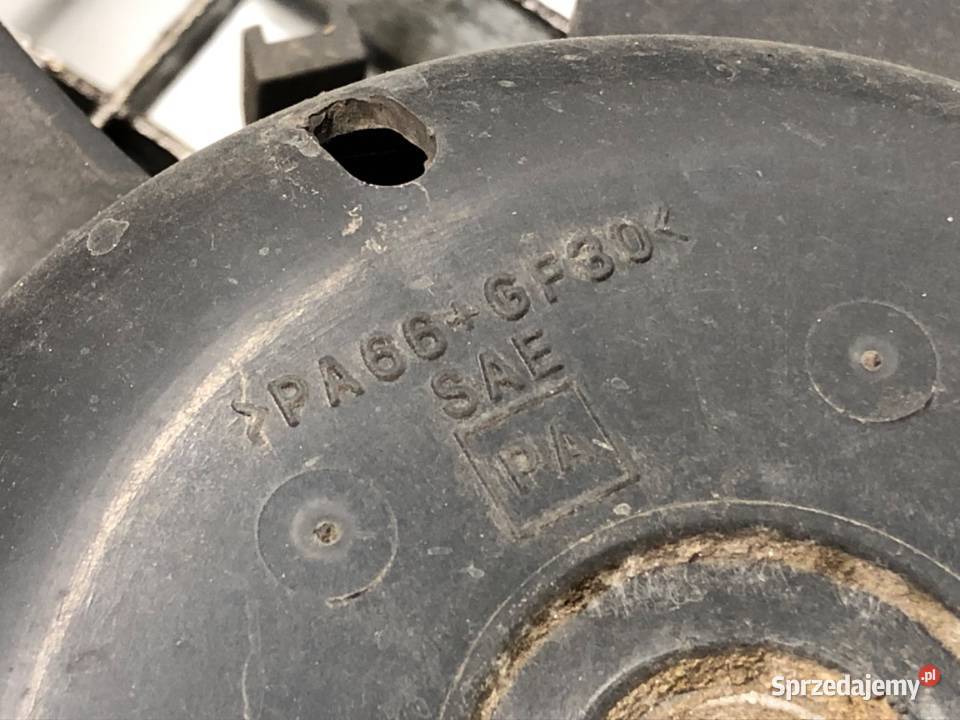 >PA66+GF30<
SAE
PA
Sprzedajemy.pl